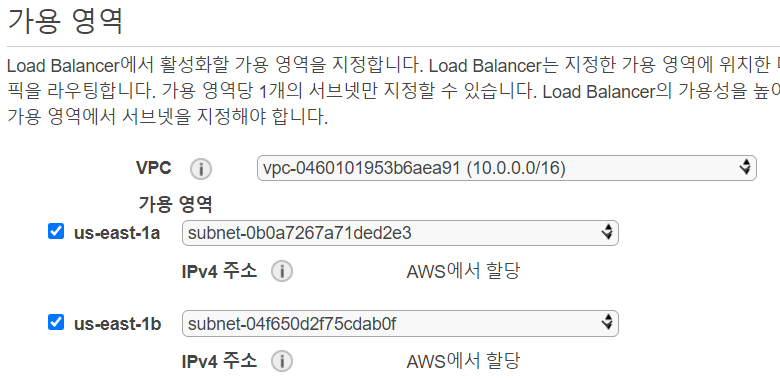 가용 영역
Load Balancer에서 활성화할 가용 영역을 지정합니다. Load Balancer는 지정한 가용 영역에 위치한
픽을 라우팅합니다. 가용 영역당 1개의 서브넷만 지정할 수 있습니다. Load Balancer의 가용성을
가용 영역에서 서브넷을 지정해야 합니다.
VPC i vpc-0460101953b6aea91 (10.0.0.0/16)
가용 영역
us-east-1a subnet-0b0a7267a71ded2e3
IPv4 주소 i AWS에서 할당
us-east-1b subnet-04f650d2f75cdab0f
IPv4 주소 i AWS에서 할당